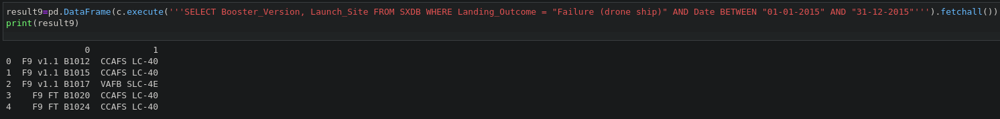 result9=pd.DataFrame(c.execute('''SELECT Booster_Version, Launch_Site FROM SXDB WHERE Landing_Outcome = "Failure (drone ship)" AND Date BETWEEN "01-01-2015" AND "31-12-2015"''').fetchall())
print(result9)
0 1
0 F9 v1.1 B1012 CCAFS LC-40
1 F9 v1.1 B1015 CCAFS LC-40
2 F9 v1.1 B1017 VAFB SLC-4E
3 F9 FT B1020 CCAFS LC-40
4 F9 FT B1024 CCAFS LC-40